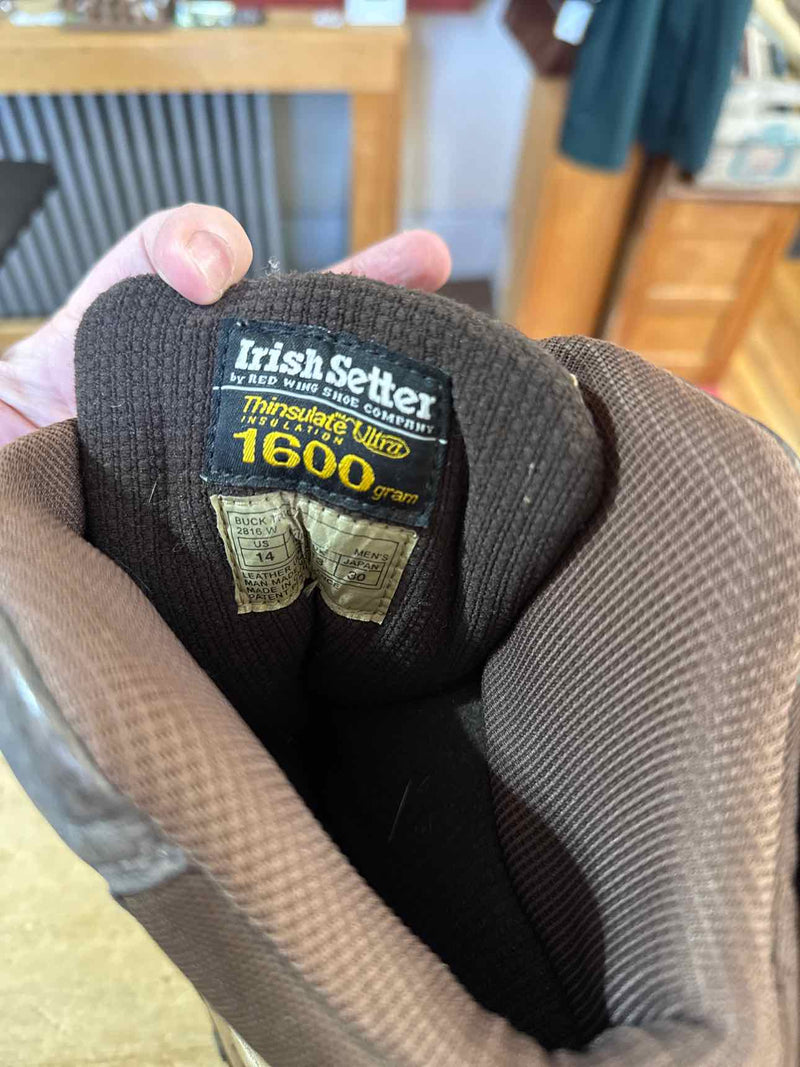 Irish Setter
by RED WING SHOE COMPANY
Thinsulate Ultra
INSULATION
1600 gram
BUCK
2816 W
MEN'S
US
JAPAN
14
30
LEATHER
MAN MADE
MADE IN
PATENT